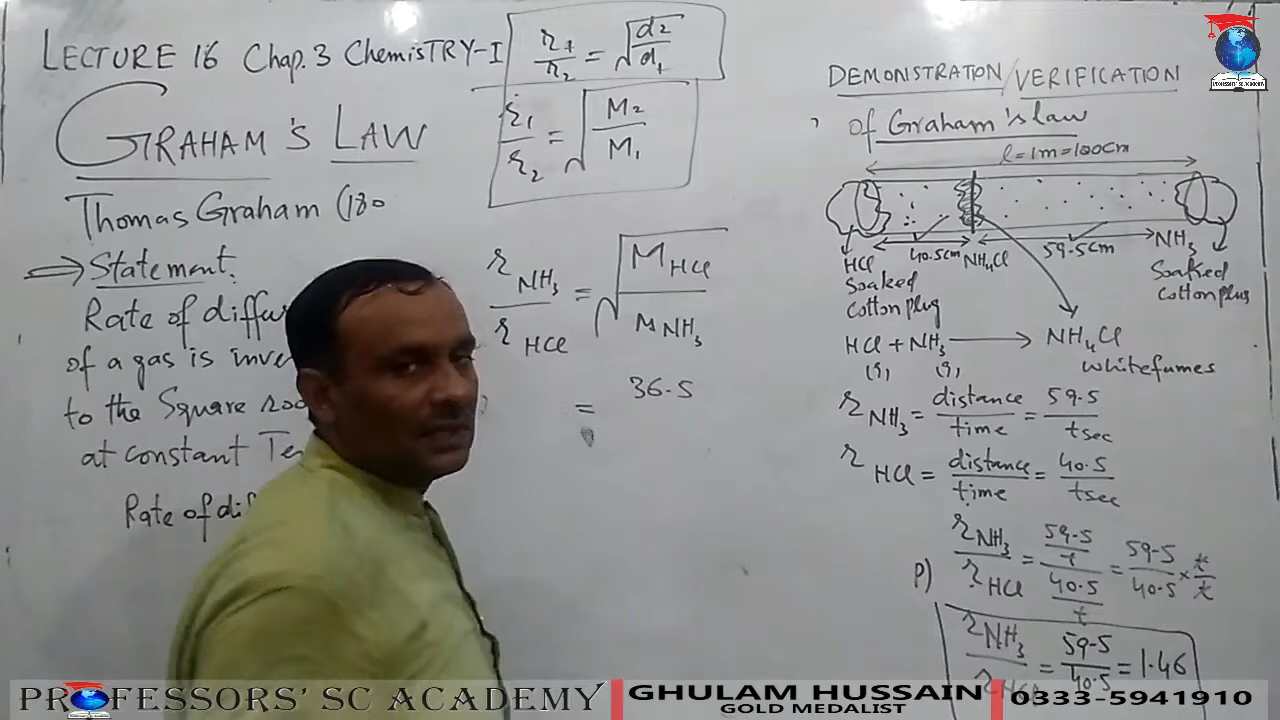 LECTURE 16 Chap. 3 CHEMISTRY-I
GRAHAM'S LAW
Thomas Graham (180
⇒ Statement.
Rate of diffus
of a gas is inve
to the Square roo
at constant Te
Rate of dif
r1/r2 = √(d2/d1)
r1/r2 = √(M2/M1)
rNH3/rHCl = √(MHCl/MNH3)
= 36.5
DEMONSTRATION/VERIFICATION
of Graham's law
l=1m=100cm
40.5cm NH4Cl 59.5cm
HCl Soaked cotton plug
NH3 Soaked cotton plug
HCl + NH3 → NH4Cl
(g) (g) white fumes
rNH3 = distance/time = 59.5/t sec
rHCl = distance/time = 40.5/t sec
rNH3/rHCl = (59.5/t)/(40.5/t) = 59.5/40.5 × t/t
rNH3/rHCl = 59.5/40.5 = 1.46
PROFESSORS' SC ACADEMY
GHULAM HUSSAIN
GOLD MEDALIST
0333-5941910